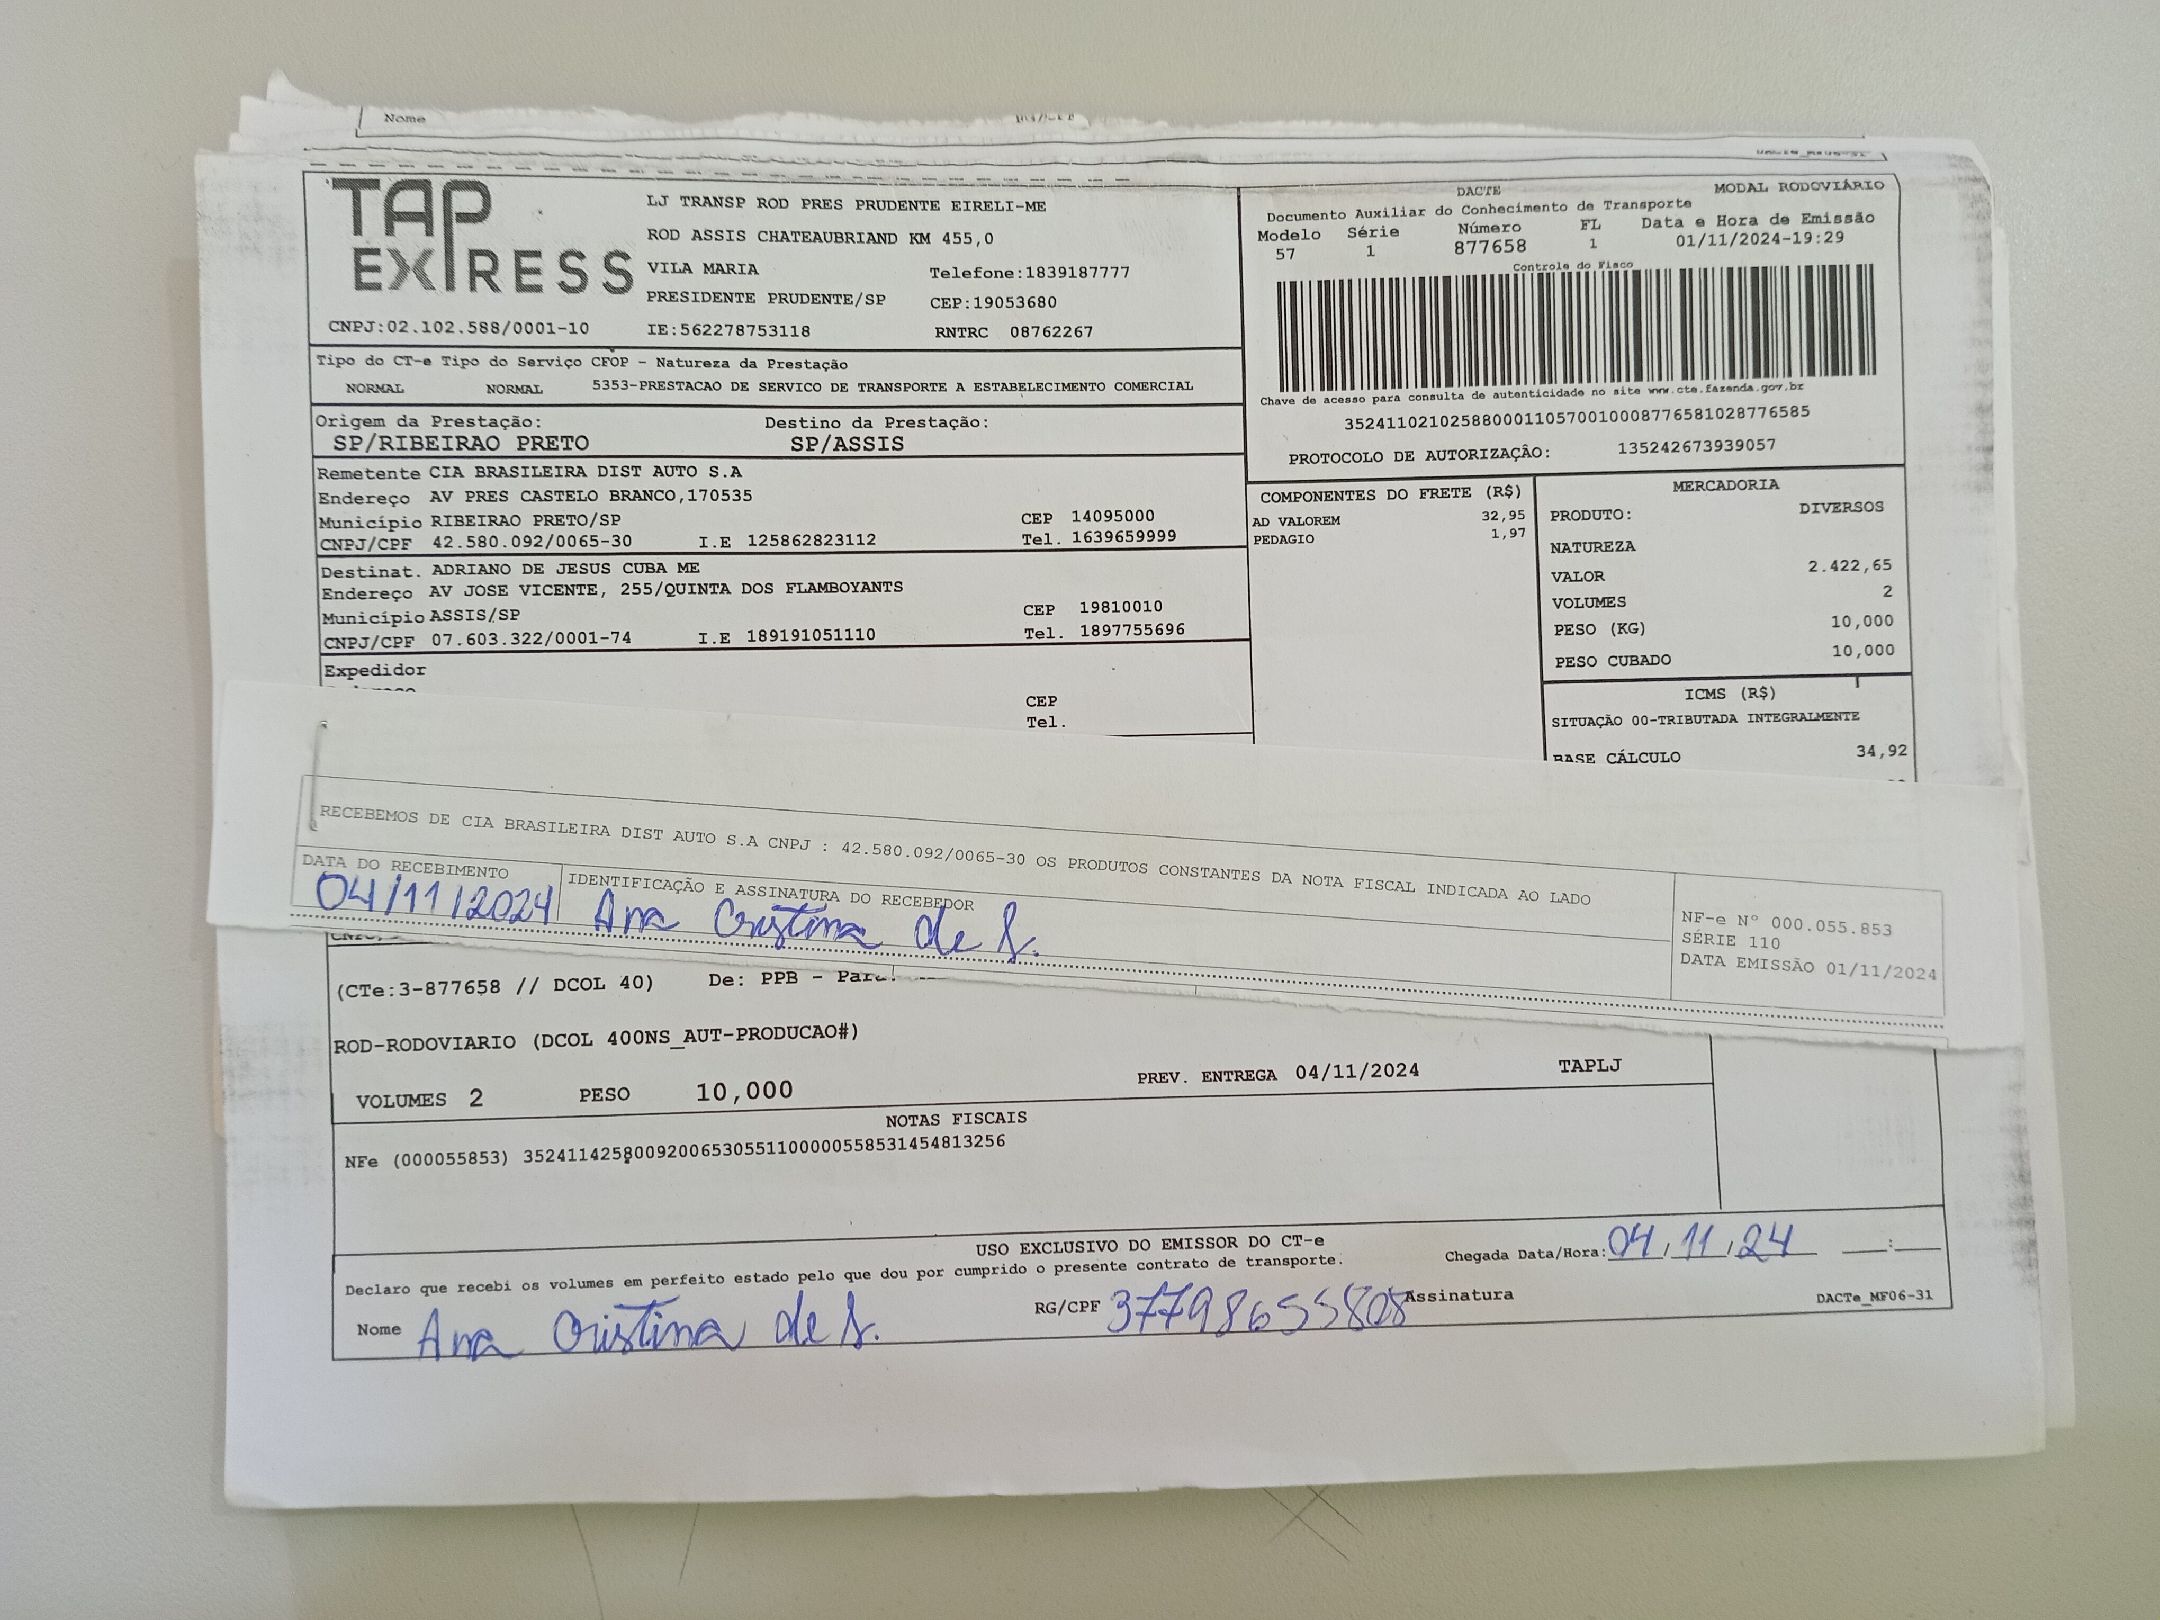 Nome
TAP EXPRESS
LJ TRANSP ROD PRES PRUDENTE EIRELI-ME
ROD ASSIS CHATEAUBRIAND KM 455,0
VILA MARIA Telefone:1839187777
PRESIDENTE PRUDENTE/SP CEP:19053680
CNPJ:02.102.588/0001-10 IE:562278753118 RNTRC 08762267
DACTE MODAL RODOVIÁRIO
Documento Auxiliar do Conhecimento de Transporte
Modelo Série Número FL Data e Hora de Emissão
57 1 877658 1 01/11/2024-19:29
Controle do Fisco
Chave de acesso para consulta de autenticidade no site www.cte.fazenda.gov.br
35241102102588000110570010008776581028776585
PROTOCOLO DE AUTORIZAÇÂO: 135242673939057
Tipo do CT-e Tipo do Serviço CFOP - Natureza da Prestação
NORMAL NORMAL 5353-PRESTACAO DE SERVICO DE TRANSPORTE A ESTABELECIMENTO COMERCIAL
Origem da Prestação: Destino da Prestação:
SP/RIBEIRAO PRETO SP/ASSIS
Remetente CIA BRASILEIRA DIST AUTO S.A
Endereço AV PRES CASTELO BRANCO,170535
Município RIBEIRAO PRETO/SP CEP 14095000
CNPJ/CPF 42.580.092/0065-30 I.E 125862823112 Tel. 1639659999
Destinat. ADRIANO DE JESUS CUBA ME
Endereço AV JOSE VICENTE, 255/QUINTA DOS FLAMBOYANTS
Município ASSIS/SP CEP 19810010
CNPJ/CPF 07.603.322/0001-74 I.E 189191051110 Tel. 1897755696
Expedidor
CEP
Tel.
COMPONENTES DO FRETE (R$)
AD VALOREM 32,95
PEDAGIO 1,97
MERCADORIA
PRODUTO: DIVERSOS
NATUREZA
VALOR 2.422,65
VOLUMES 2
PESO (KG) 10,000
PESO CUBADO 10,000
ICMS (R$)
SITUAÇÃO 00-TRIBUTADA INTEGRALMENTE
BASE CÁLCULO 34,92
RECEBEMOS DE CIA BRASILEIRA DIST AUTO S.A CNPJ : 42.580.092/0065-30 OS PRODUTOS CONSTANTES DA NOTA FISCAL INDICADA AO LADO
DATA DO RECEBIMENTO IDENTIFICAÇÃO E ASSINATURA DO RECEBEDOR
04/11/2024 Ana Cristina de S.
NF-e Nº 000.055.853
SÉRIE 110
DATA EMISSÃO 01/11/2024
(CTe:3-877658 // DCOL 40) De: PPB - Para:
ROD-RODOVIARIO (DCOL 400NS_AUT-PRODUCAO#)
VOLUMES 2 PESO 10,000 PREV. ENTREGA 04/11/2024 TAPLJ
NOTAS FISCAIS
NFe (000055853) 35241142580092006530551100000558531454813256
USO EXCLUSIVO DO EMISSOR DO CT-e
Declaro que recebi os volumes em perfeito estado pelo que dou por cumprido o presente contrato de transporte. Chegada Data/Hora: 04/11/24 __:__
Nome Ana Cristina de S. RG/CPF 37798655808 Assinatura DACTe_MF06-31